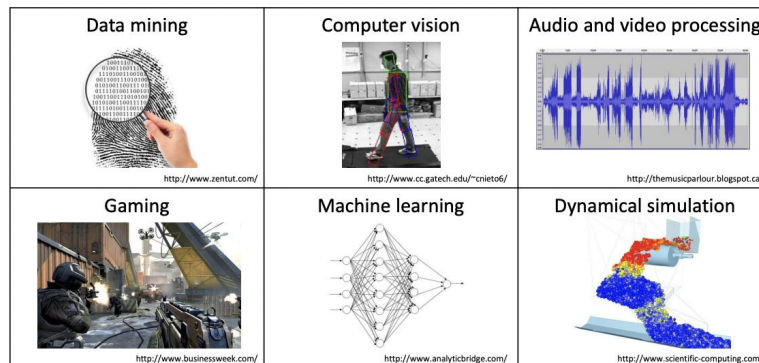 Data mining
Computer vision
Audio and video processing
http://www.zentut.com/
http://www.cc.gatech.edu/~cnieto6/
http://themusicparlour.blogspot.ca
Gaming
Machine learning
Dynamical simulation
http://www.businessweek.com/
http://www.analyticbridge.com/
http://www.scientific-computing.com/